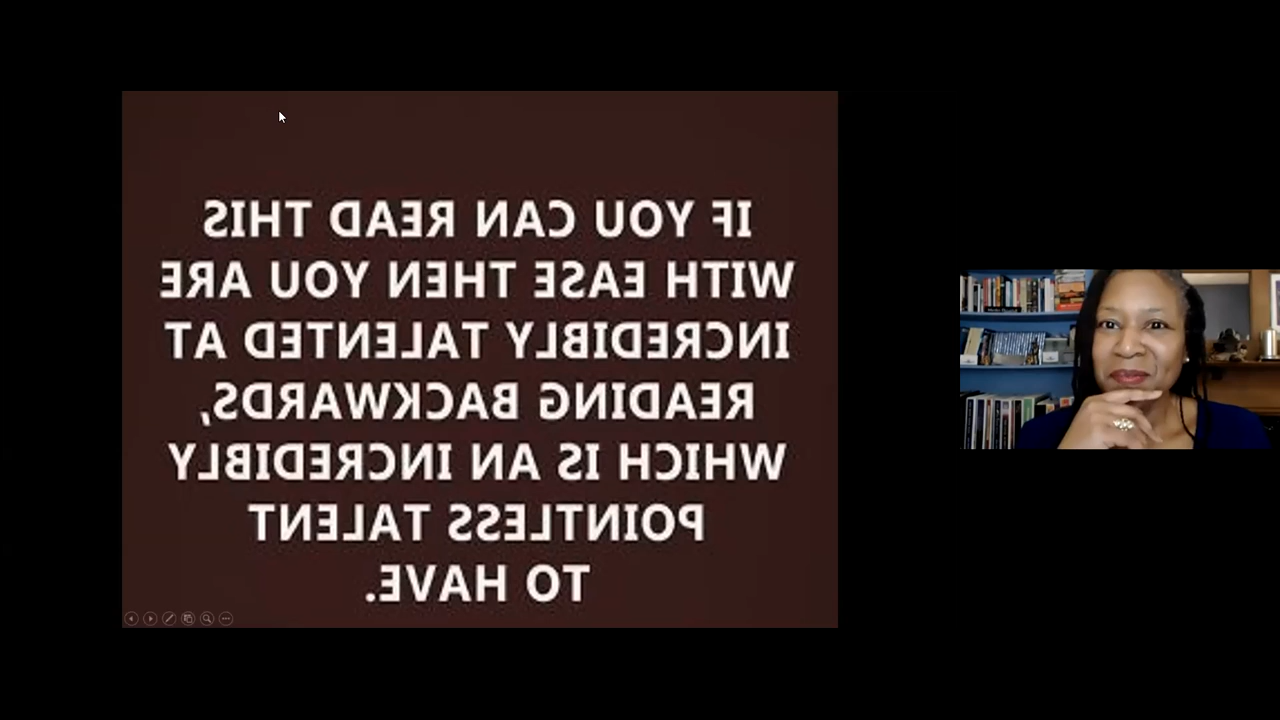 IF YOU CAN READ THIS
WITH EASE THEN YOU ARE
INCREDIBLY TALENTED AT
READING BACKWARDS,
WHICH IS AN INCREDIBLY
POINTLESS TALENT
TO HAVE.